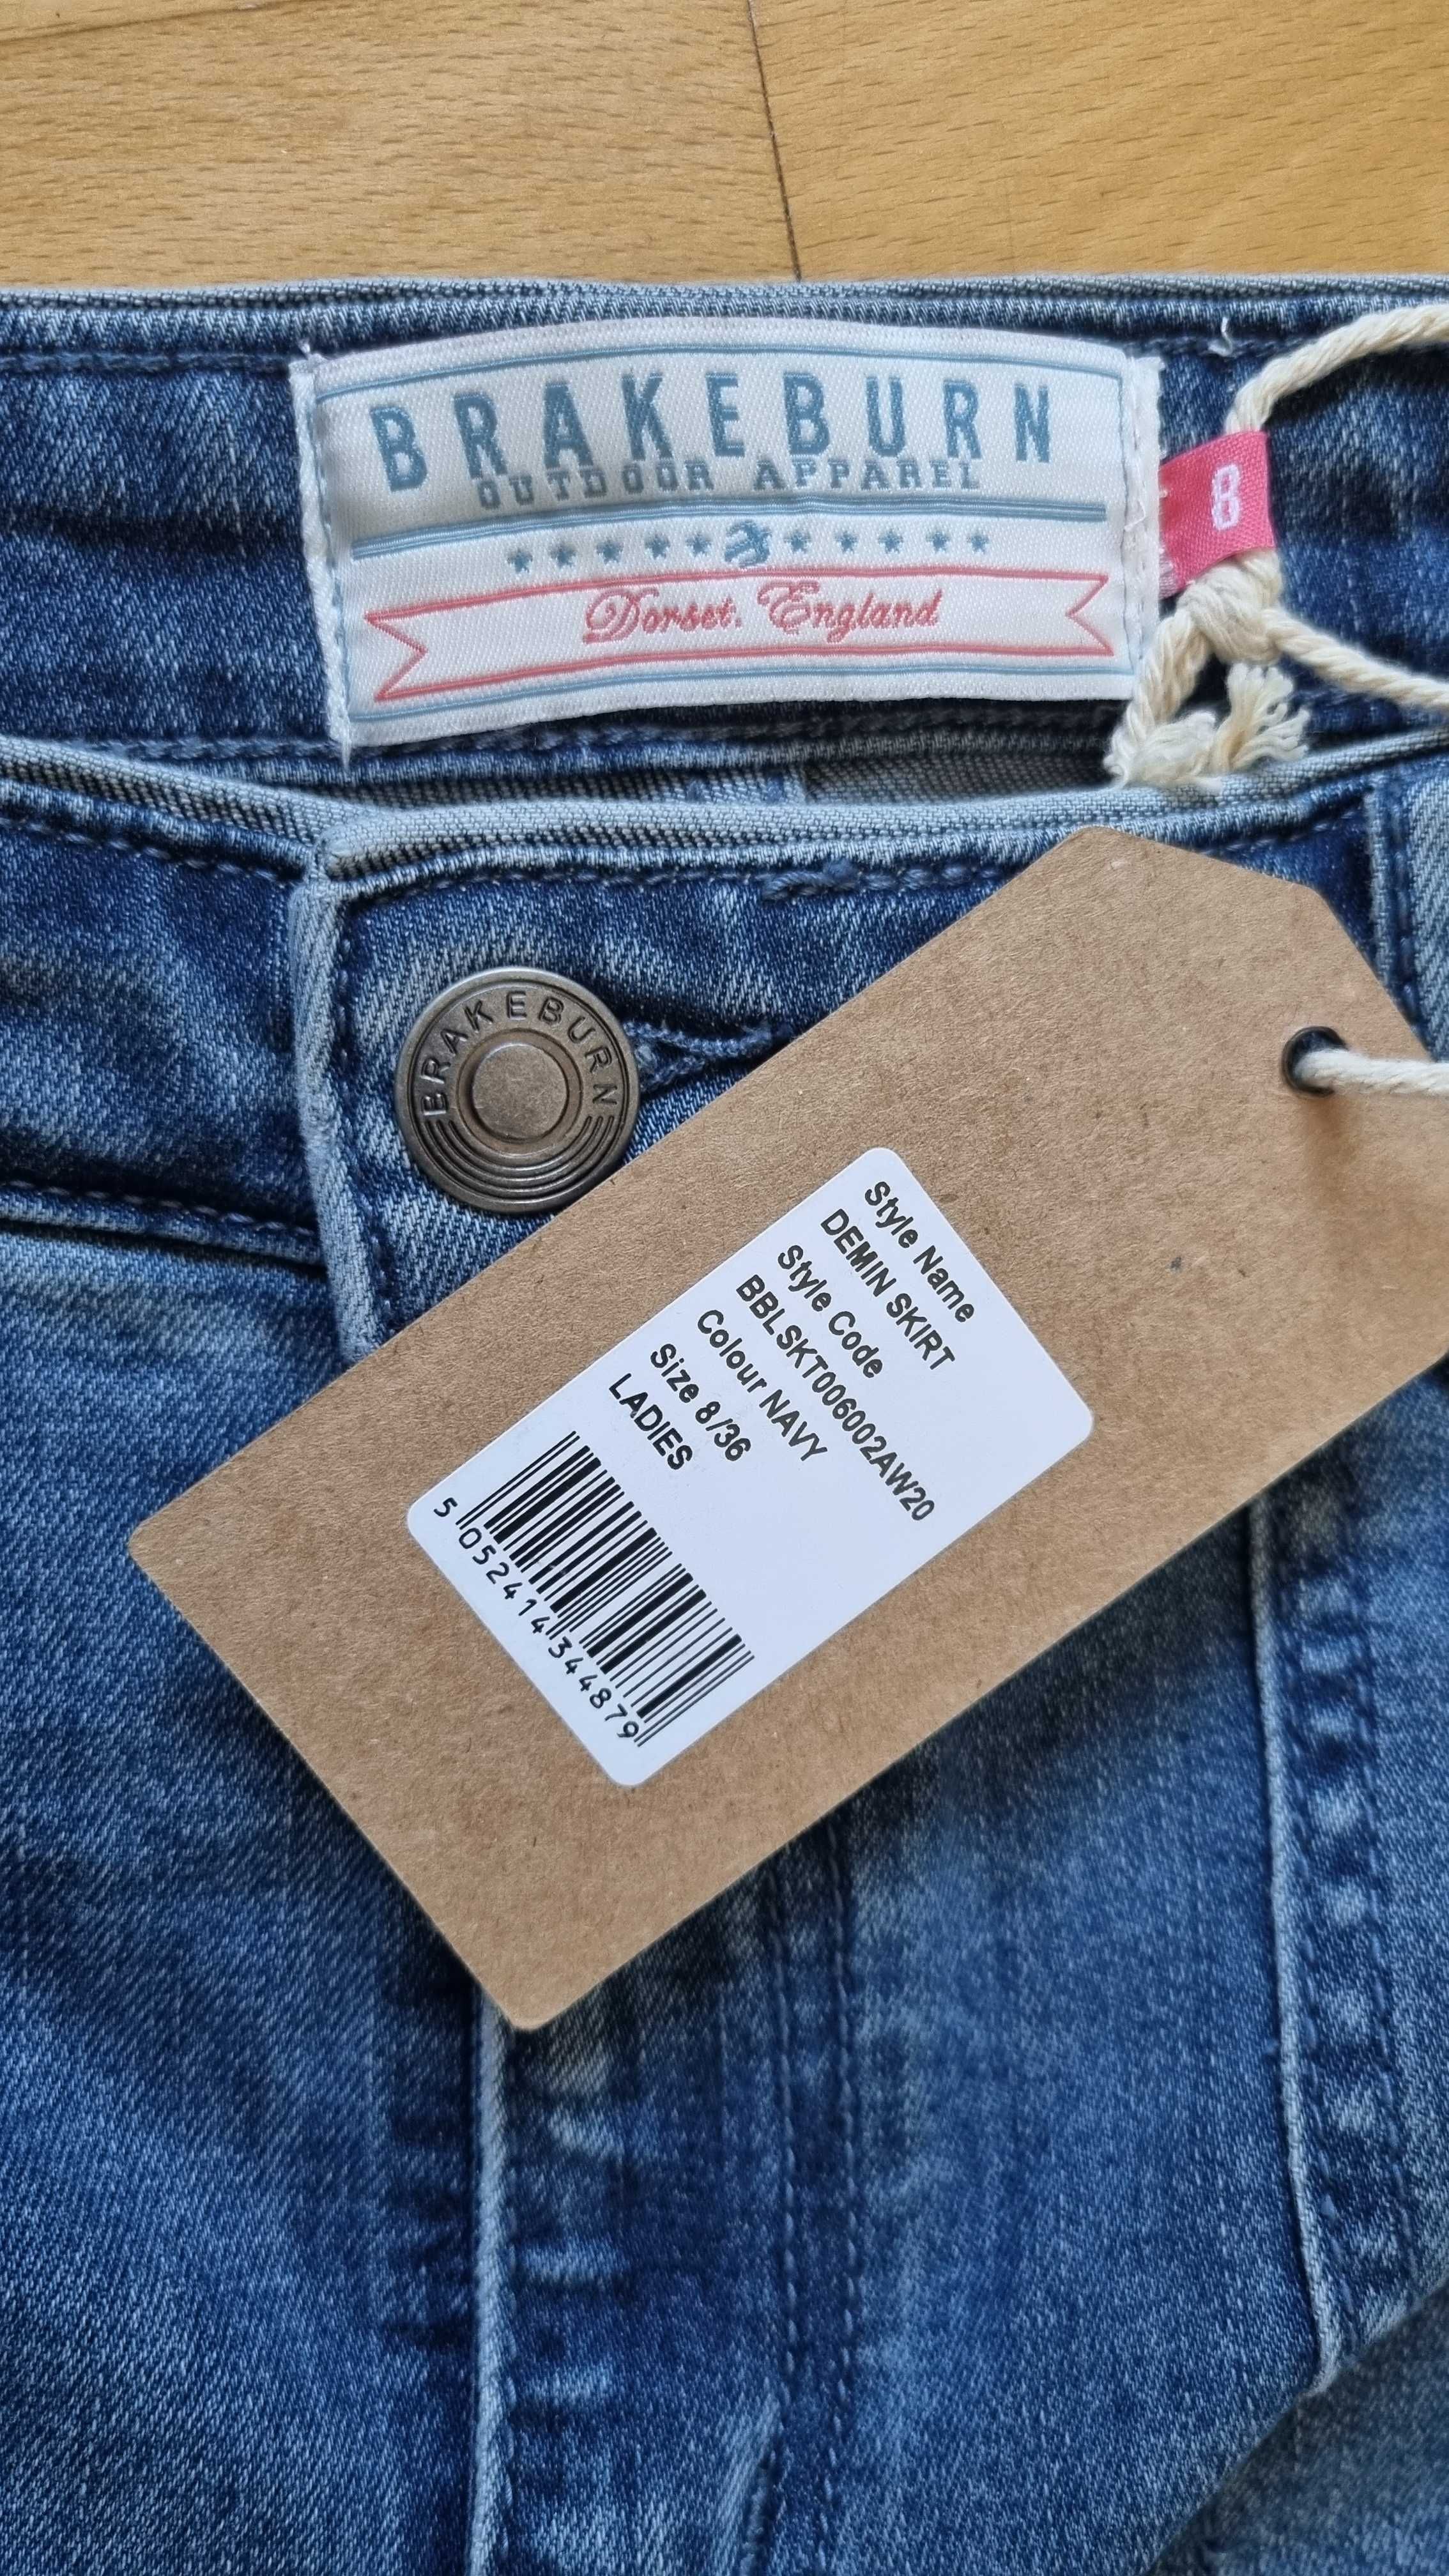 BRAKEBURN
OUTDOOR APPAREL
Dorset. England
8
BRAKEBURN
Style Name
DEMIN SKIRT
Style Code
BBLSKT006002AW20
Colour NAVY
Size 8/36
LADIES
5 052414 344879